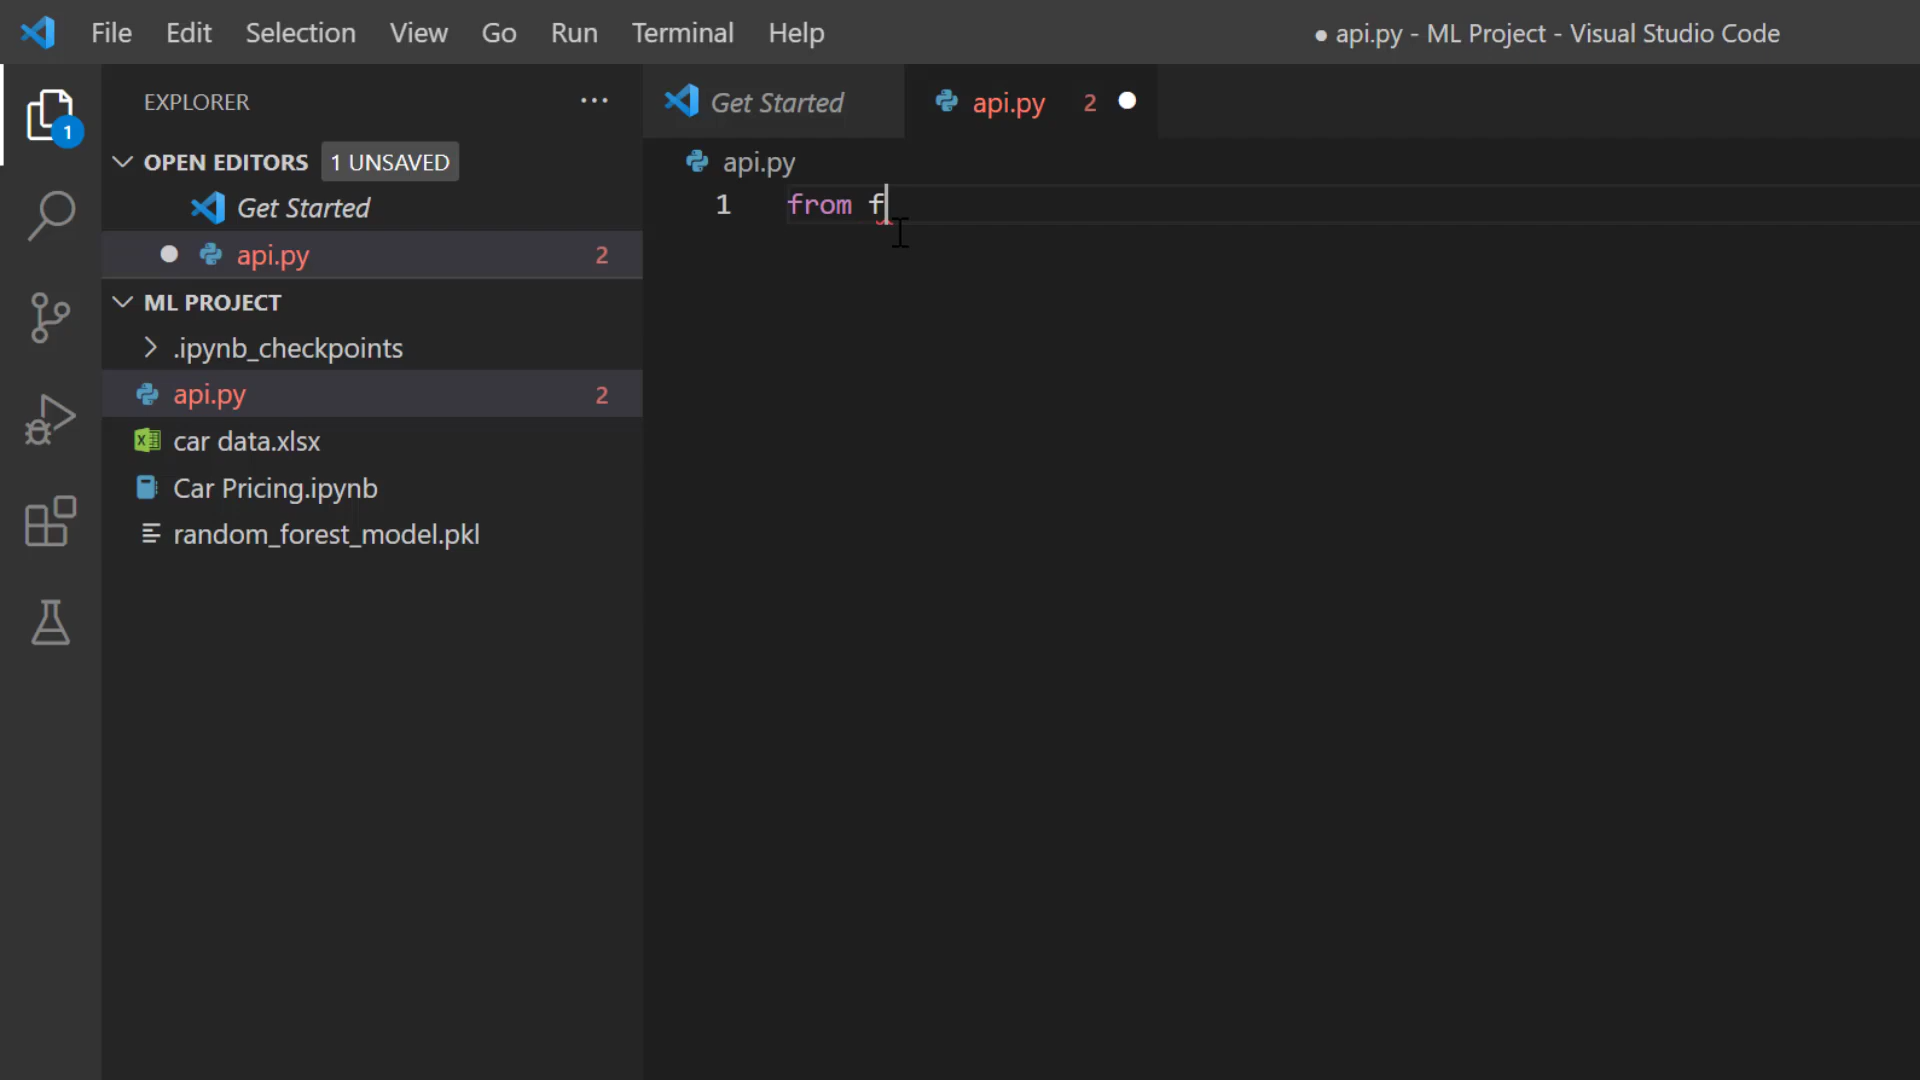 File Edit Selection View Go Run Terminal Help ● api.py - ML Project - Visual Studio Code
EXPLORER ···
Get Started api.py 2 ●
1
OPEN EDITORS 1 UNSAVED
api.py
Get Started
1 from f
● api.py 2
ML PROJECT
.ipynb_checkpoints
api.py 2
car data.xlsx
Car Pricing.ipynb
random_forest_model.pkl